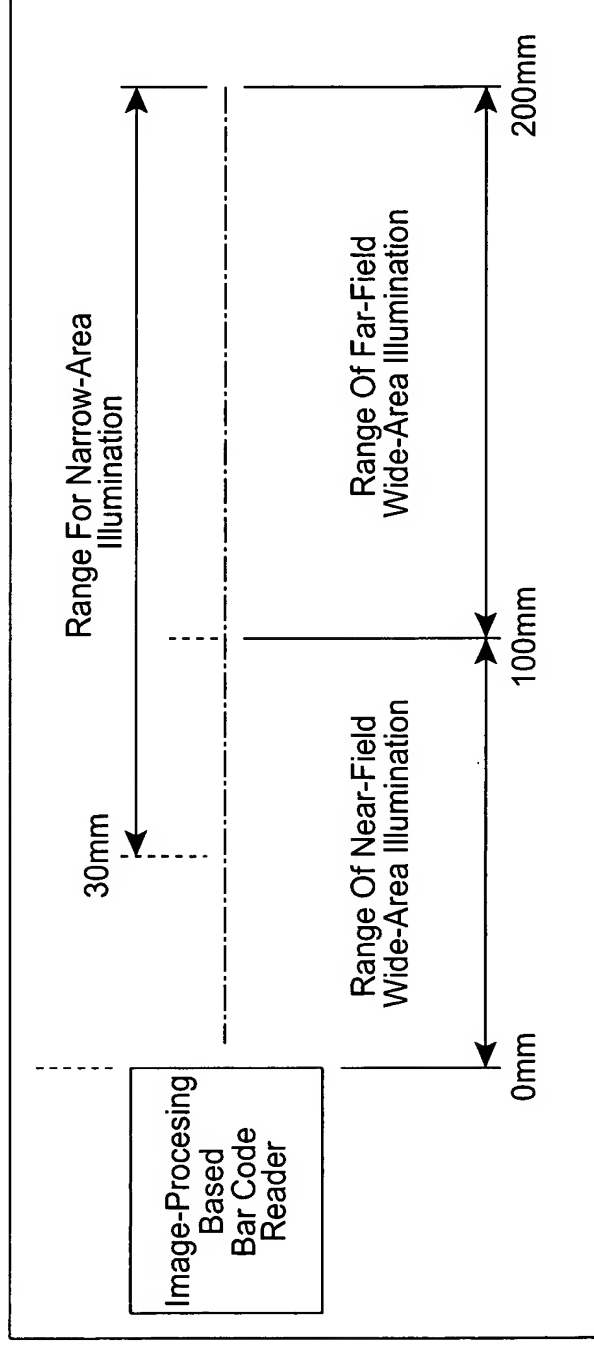 Range For Narrow-Area
Illumination
30mm
Image-Procesing
Based
Bar Code
Reader
Range Of Near-Field
Wide-Area Illumination
Range Of Far-Field
Wide-Area Illumination
0mm
100mm
200mm